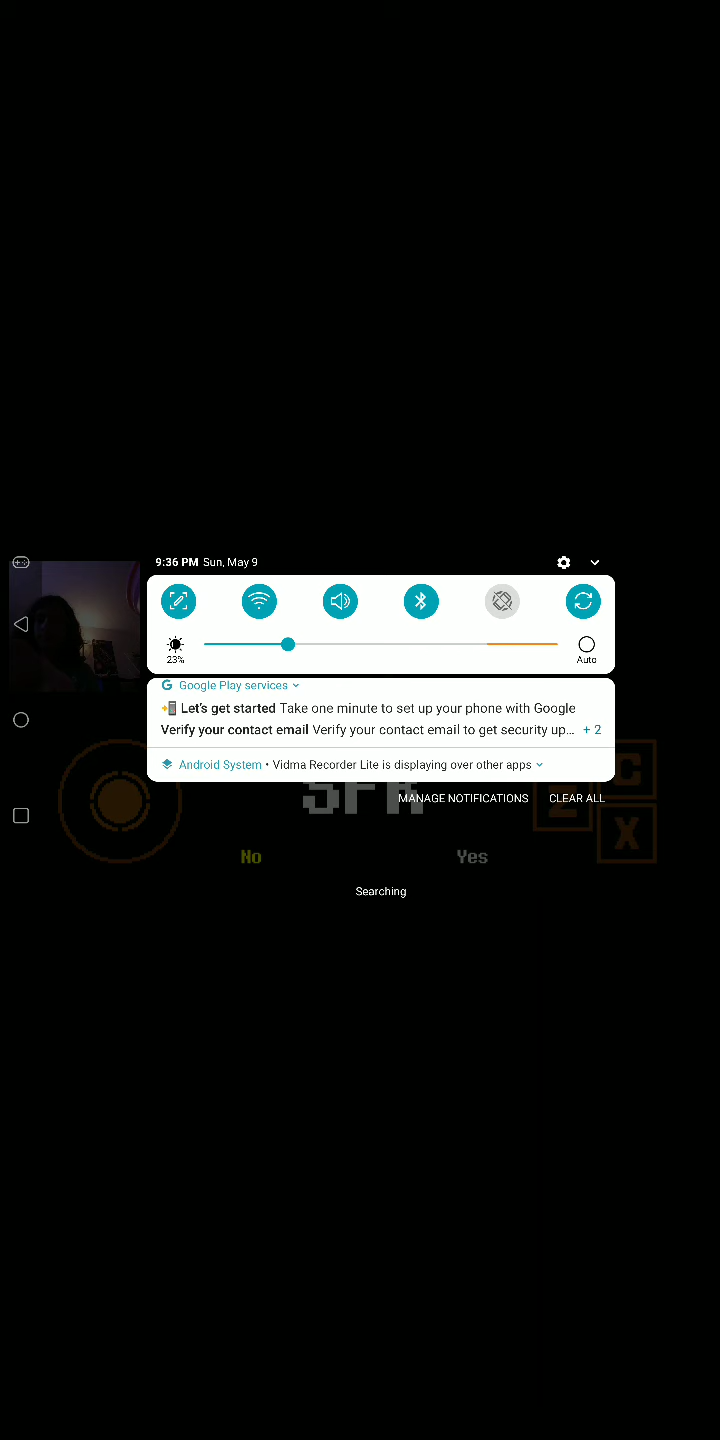 9:36 PM Sun, May 9
23%
Auto
Google Play services
Let's get started Take one minute to set up your phone with Google
Verify your contact email Verify your contact email to get security up... + 2
Android System • Vidma Recorder Lite is displaying over other apps
MANAGE NOTIFICATIONS CLEAR ALL
C
Z
X
No Yes
Searching